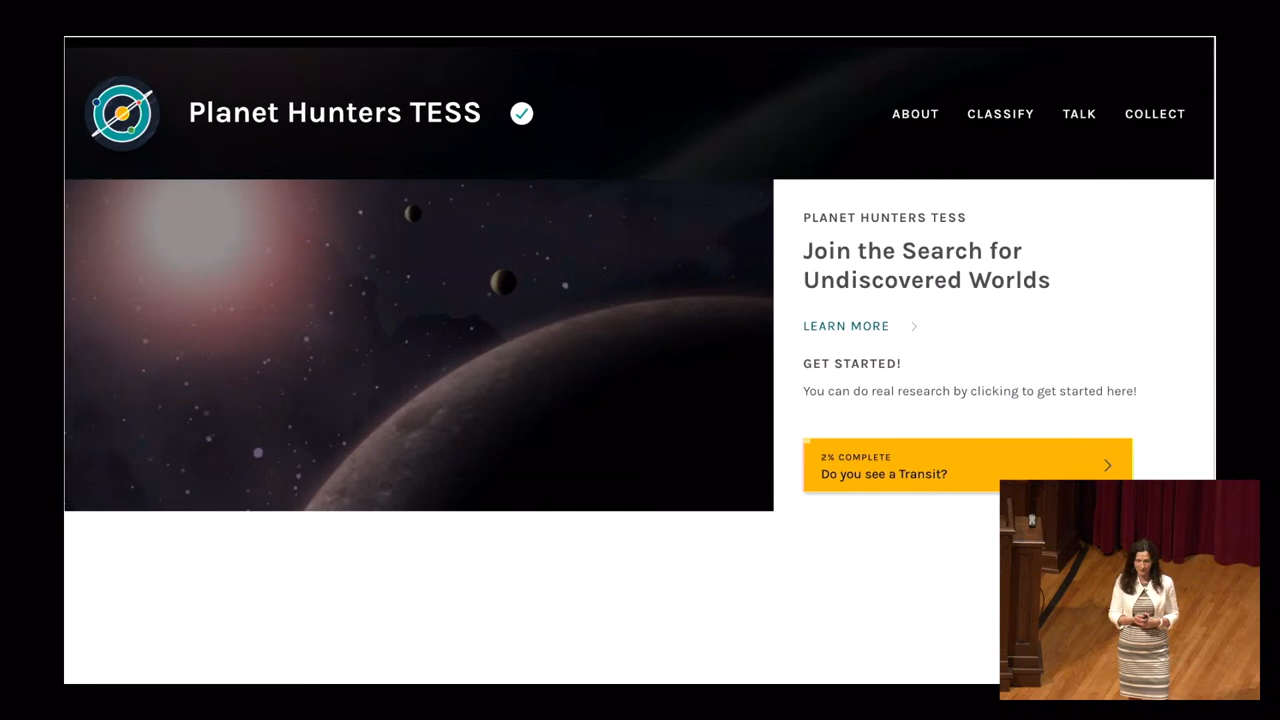 Planet Hunters TESS
ABOUT CLASSIFY TALK COLLECT
PLANET HUNTERS TESS
Join the Search for
Undiscovered Worlds
LEARN MORE
GET STARTED!
You can do real research by clicking to get started here!
2% COMPLETE
Do you see a Transit?